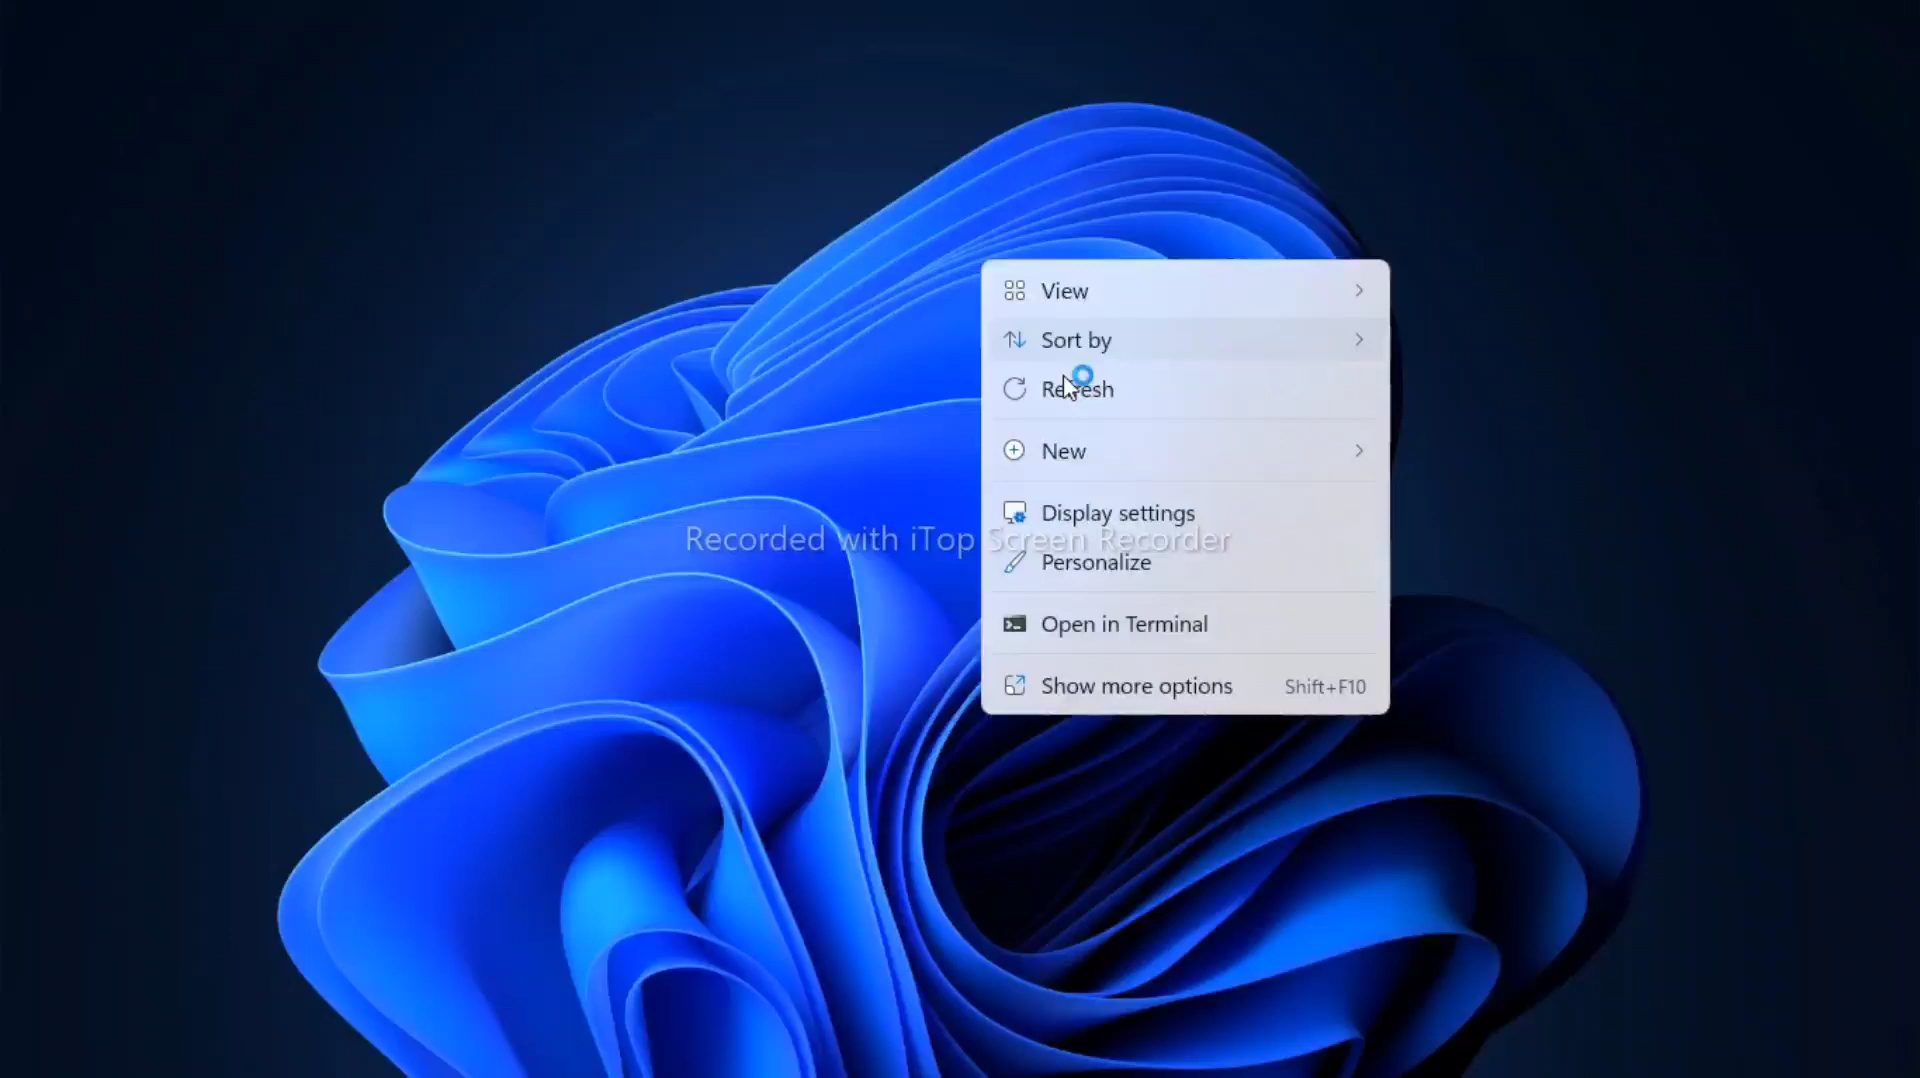 View
Sort by
Refresh
New
Display settings
Recorded with iTop Screen Recorder
Personalize
Open in Terminal
Show more options Shift+F10